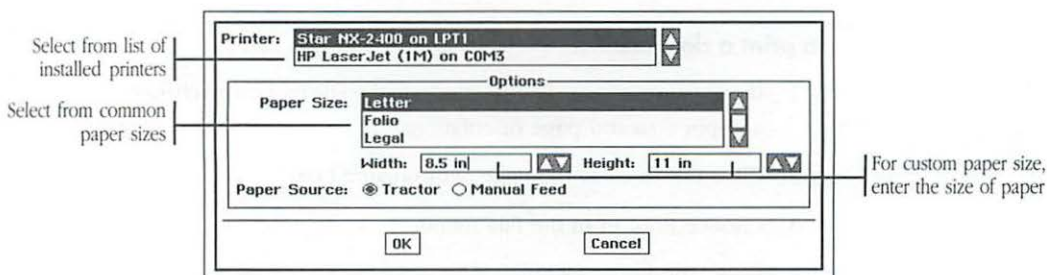 Select from list of
installed printers
Select from common
paper sizes
Printer:
Star NX-2400 on LPT1
HP LaserJet (1M) on COM3
Options
Paper Size:
Letter
Folio
Legal
Width: 8.5 in Height: 11 in
Paper Source: Tractor Manual Feed
OK Cancel
For custom paper size,
enter the size of paper